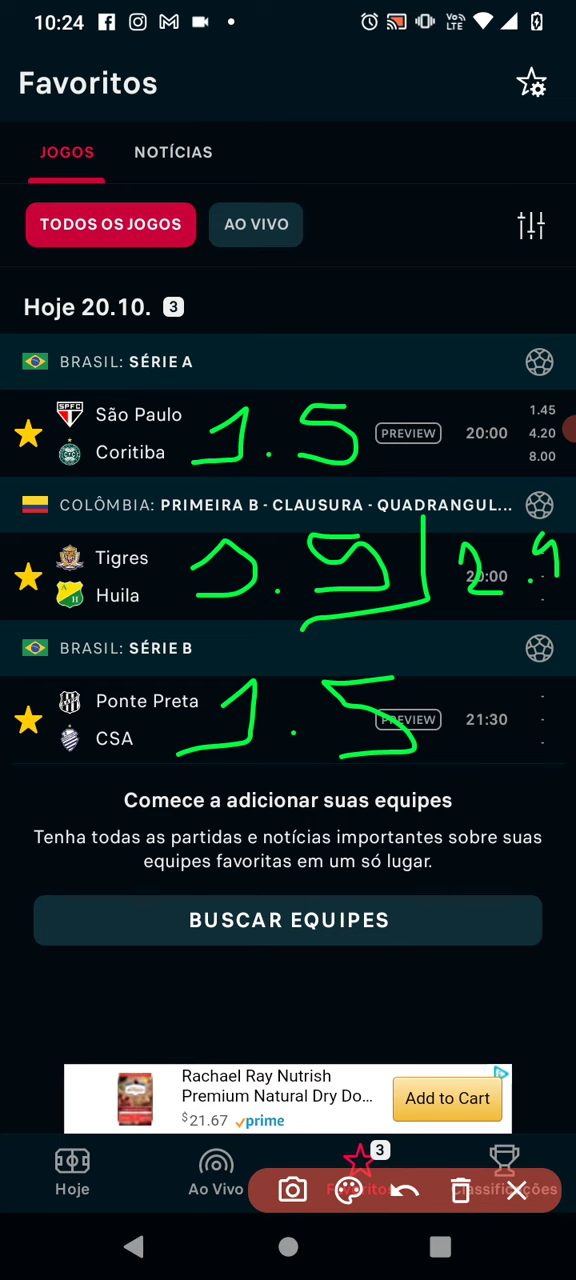 10:24
Vo)) LTE
Favoritos
JOGOS NOTÍCIAS
TODOS OS JOGOS AO VIVO
Hoje 20.10. 3
BRASIL: SÉRIE A
São Paulo
Coritiba
1.5
PREVIEW
20:00
1.45
4.20
8.00
COLÔMBIA: PRIMEIRA B - CLAUSURA - QUADRANGUL...
Tigres
Huila
20:00
-
BRASIL: SÉRIE B
Ponte Preta
CSA
1.5
PREVIEW
21:30
-
-
-
Comece a adicionar suas equipes
Tenha todas as partidas e notícias importantes sobre suas
equipes favoritas em um só lugar.
BUSCAR EQUIPES
Rachael Ray Nutrish
Premium Natural Dry Do...
$21.67 prime
Add to Cart
Hoje Ao Vivo Favoritos 3 Classificações